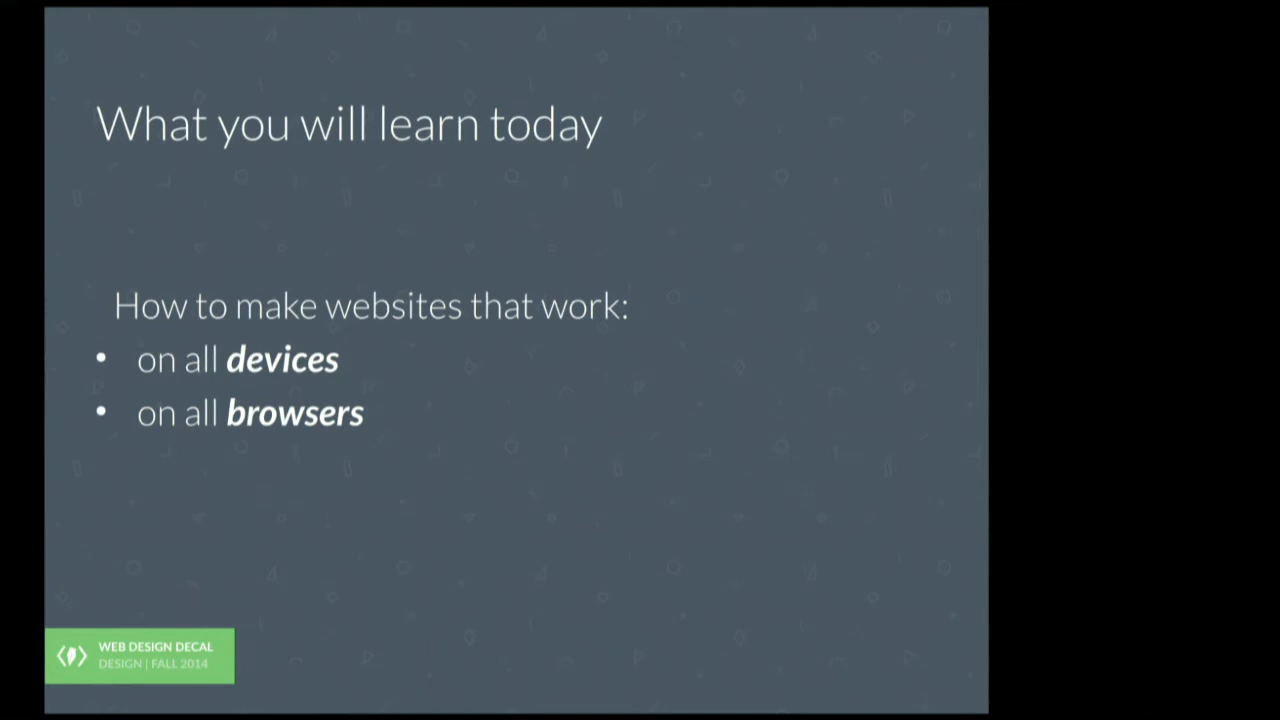 What you will learn today
How to make websites that work:
• on all devices
• on all browsers
WEB DESIGN DECAL
DESIGN | FALL 2014